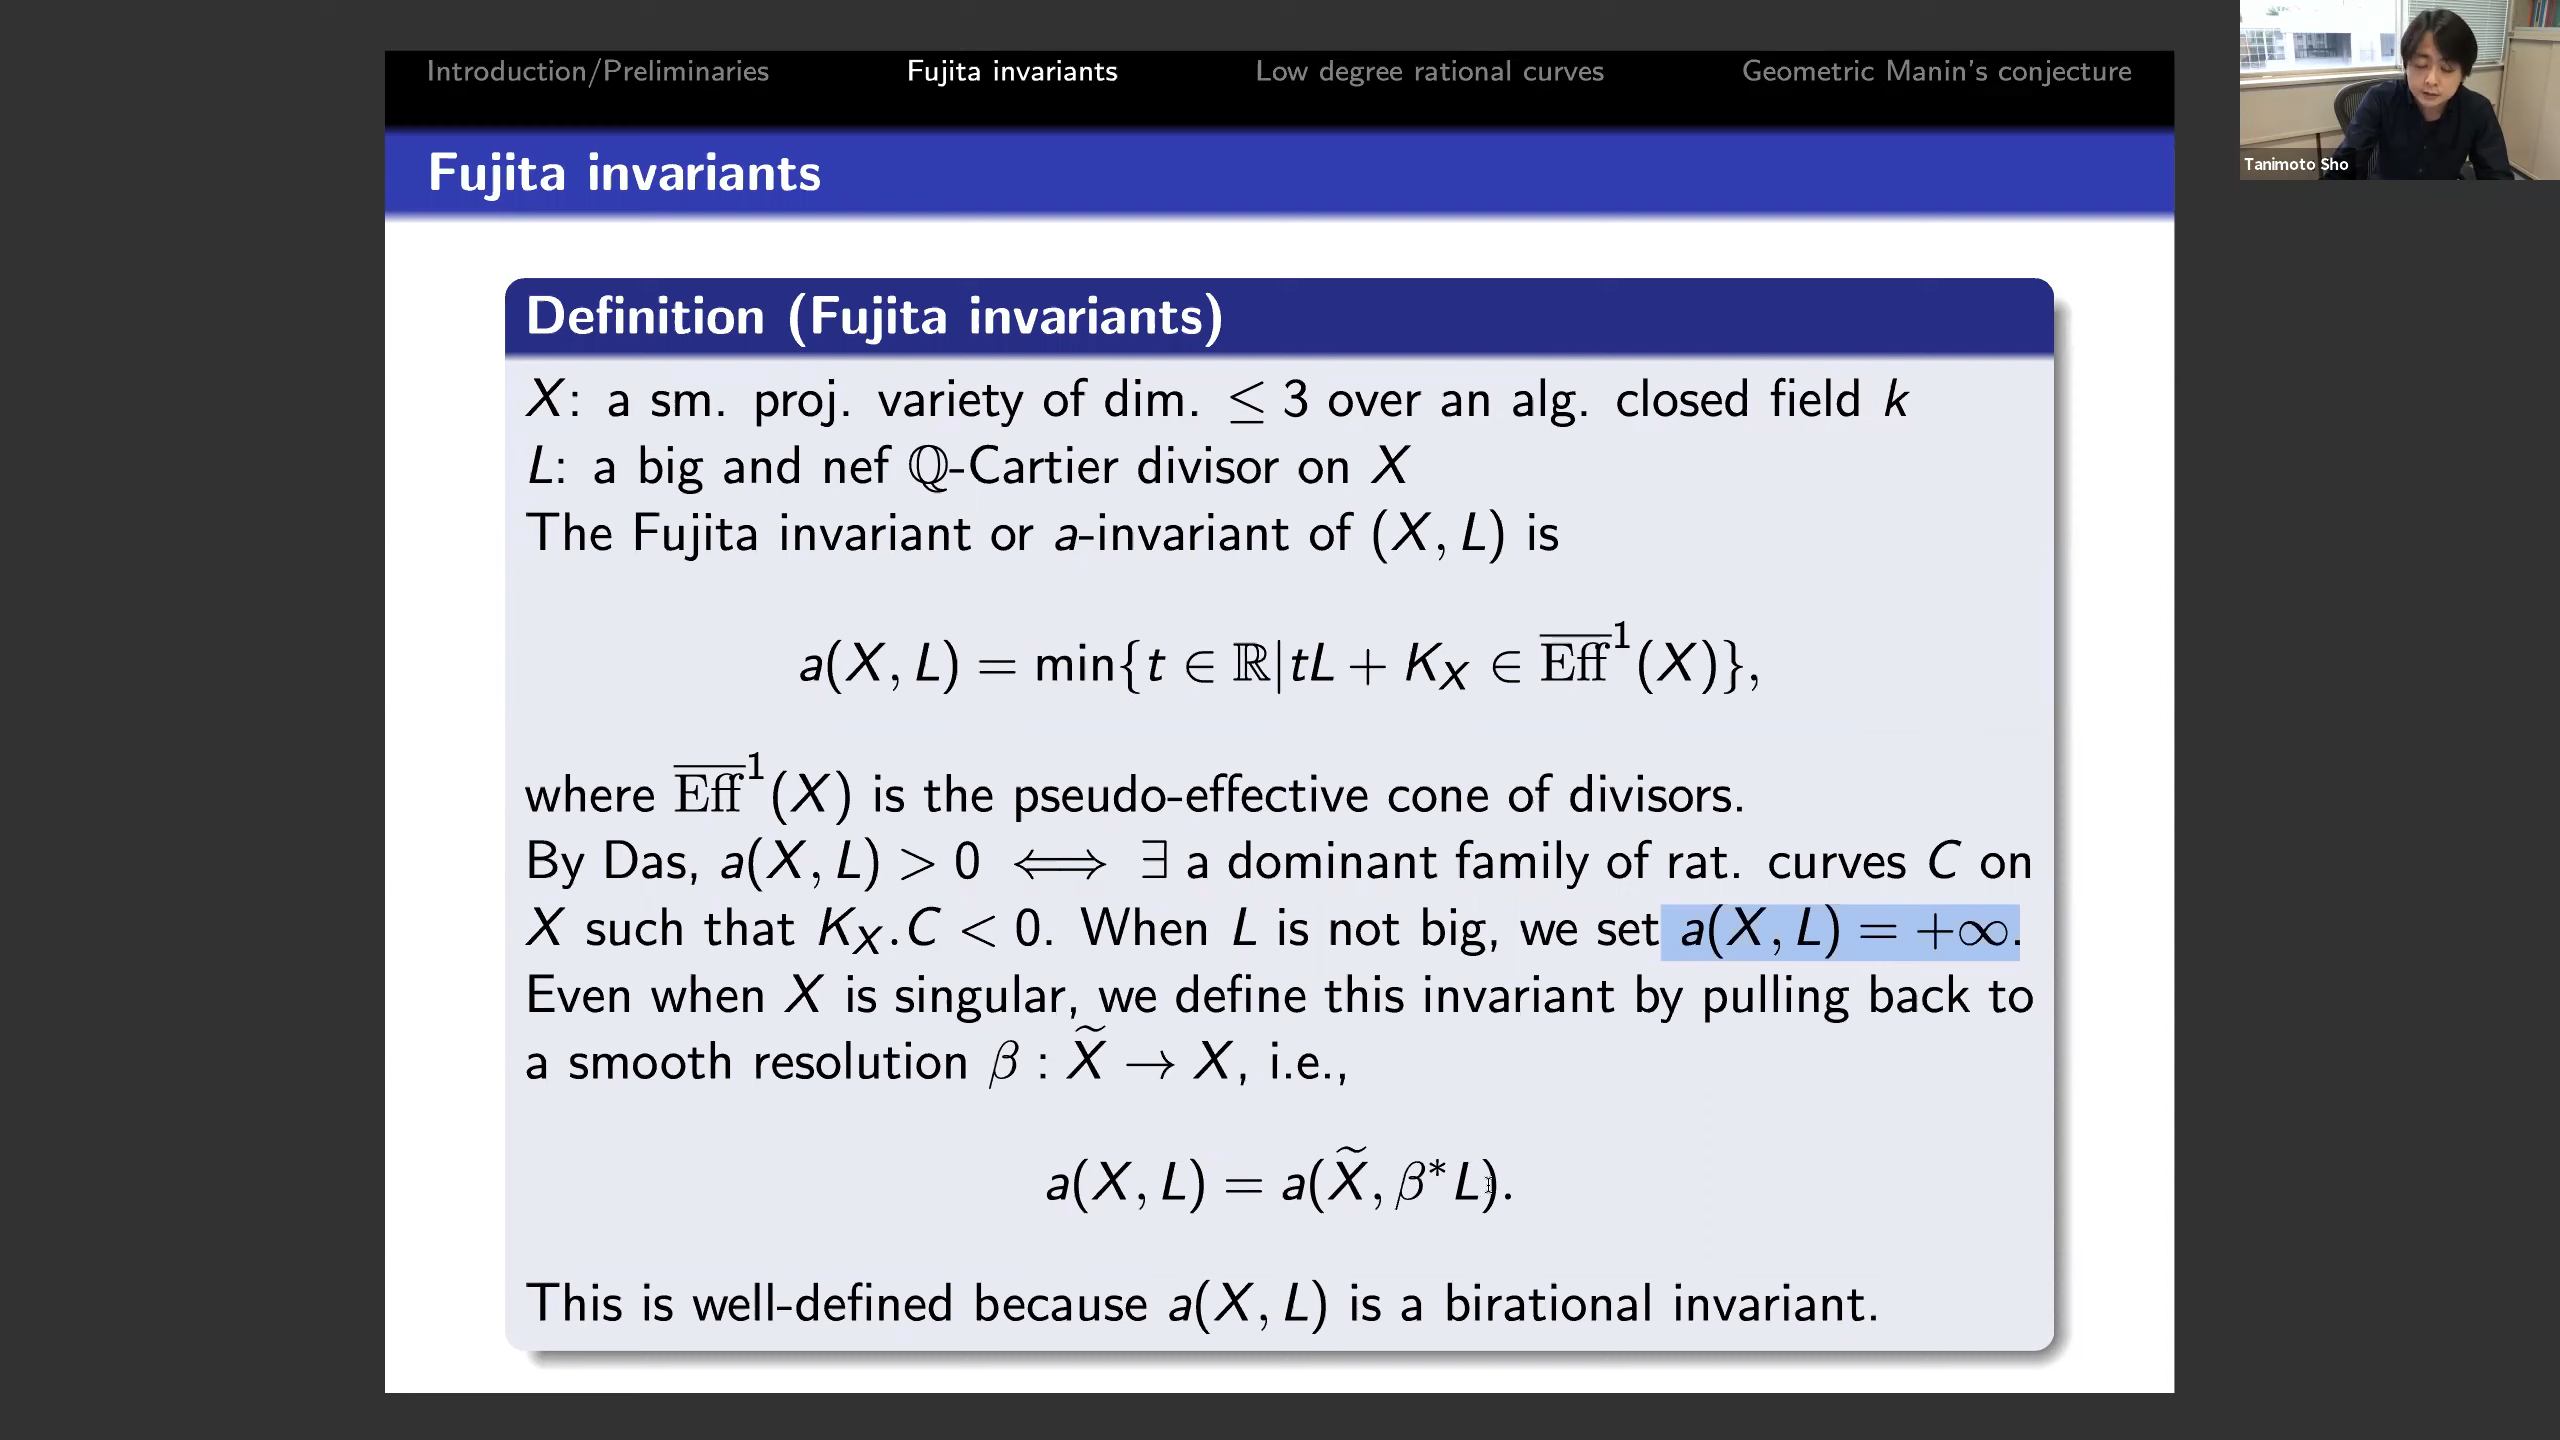 Introduction/Preliminaries Fujita invariants Low degree rational curves Geometric Manin's conjecture
Tanimoto Sho
Fujita invariants
Definition (Fujita invariants)
X: a sm. proj. variety of dim. ≤ 3 over an alg. closed field k
L: a big and nef ℚ-Cartier divisor on X
The Fujita invariant or a-invariant of (X, L) is
a(X, L) = min{t ∈ ℝ|tL + K_X ∈ \overline{Eff}^1(X)},
where \overline{Eff}^1(X) is the pseudo-effective cone of divisors.
By Das, a(X, L) > 0 ⟺ ∃ a dominant family of rat. curves C on
X such that K_X.C < 0. When L is not big, we set a(X, L) = +∞.
Even when X is singular, we define this invariant by pulling back to
a smooth resolution β : \widetilde{X} → X, i.e.,
a(X, L) = a(\widetilde{X}, β*L).
This is well-defined because a(X, L) is a birational invariant.